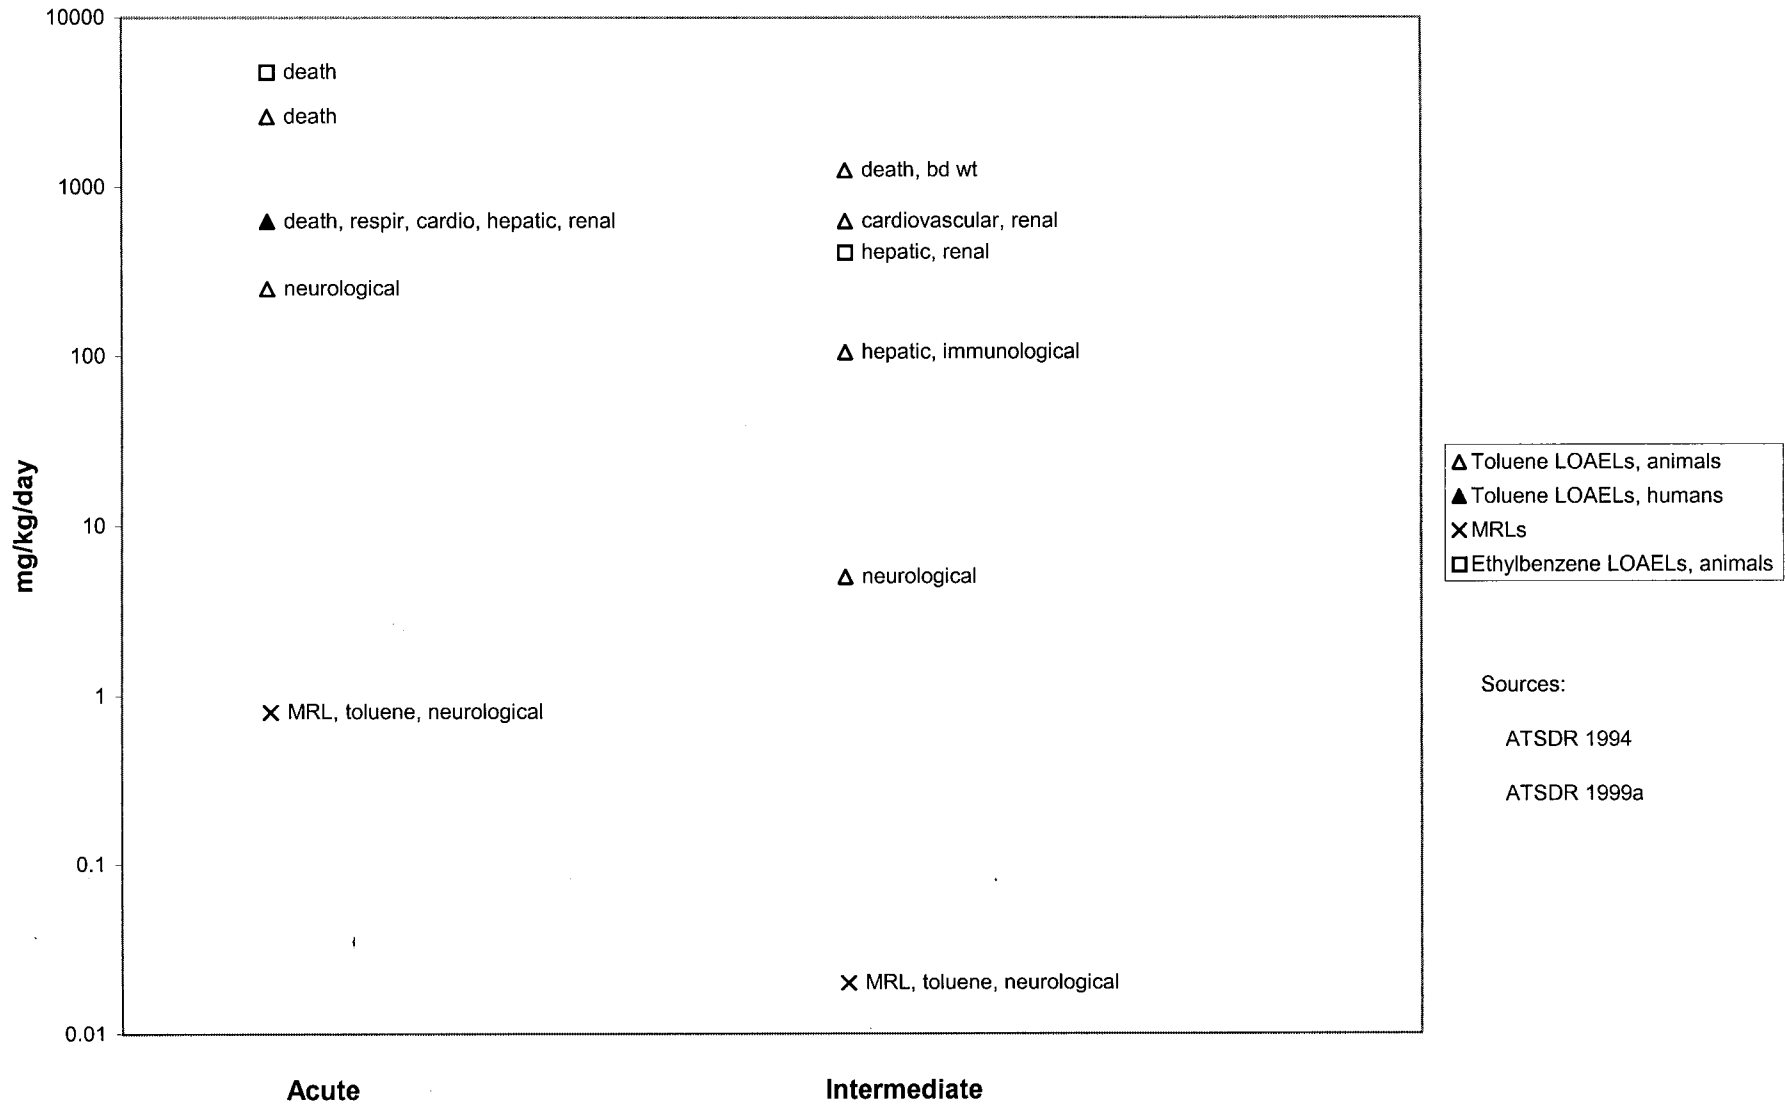 10000
1000
100
10
1
0.1
0.01
mg/kg/day
death
death
death, respir, cardio, hepatic, renal
neurological
MRL, toluene, neurological
death, bd wt
cardiovascular, renal
hepatic, renal
hepatic, immunological
neurological
MRL, toluene, neurological
Acute
Intermediate
Toluene LOAELs, animals
Toluene LOAELs, humans
MRLs
Ethylbenzene LOAELs, animals
Sources:
ATSDR 1994
ATSDR 1999a